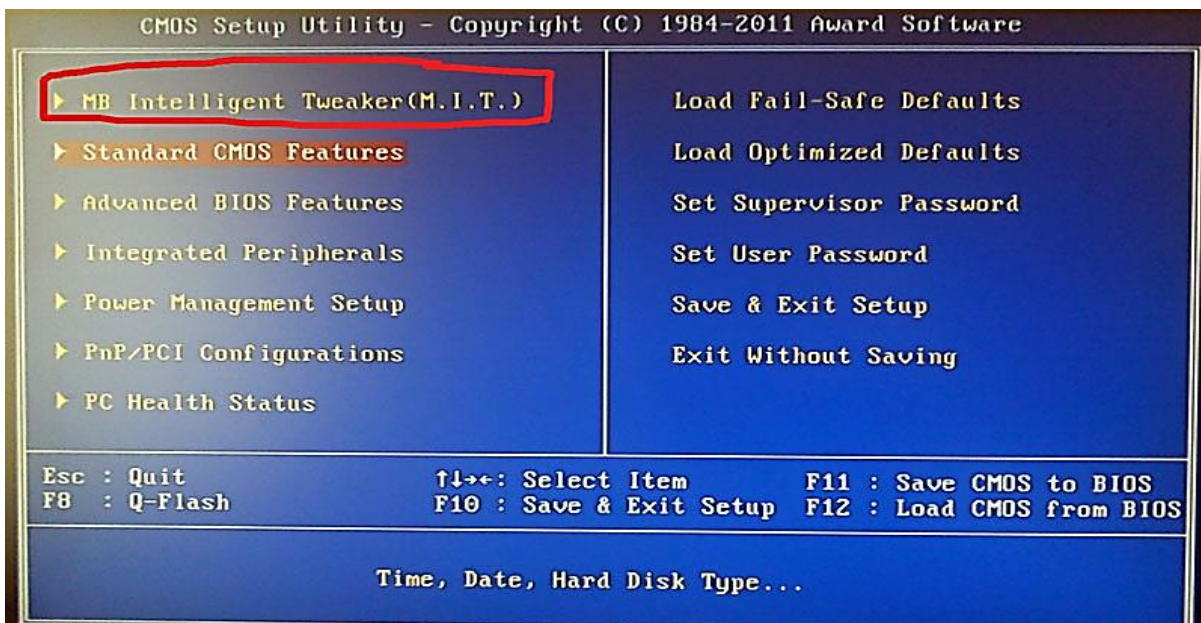 CMOS Setup Utility - Copyright (C) 1984-2011 Award Software
MB Intelligent Tweaker(M.I.T.)
Standard CMOS Features
Advanced BIOS Features
Integrated Peripherals
Power Management Setup
PnP/PCI Configurations
PC Health Status
Load Fail-Safe Defaults
Load Optimized Defaults
Set Supervisor Password
Set User Password
Save & Exit Setup
Exit Without Saving
Esc : Quit
F8 : Q-Flash
↑↓→←: Select Item
F10 : Save & Exit Setup
F11 : Save CMOS to BIOS
F12 : Load CMOS from BIOS
Time, Date, Hard Disk Type...